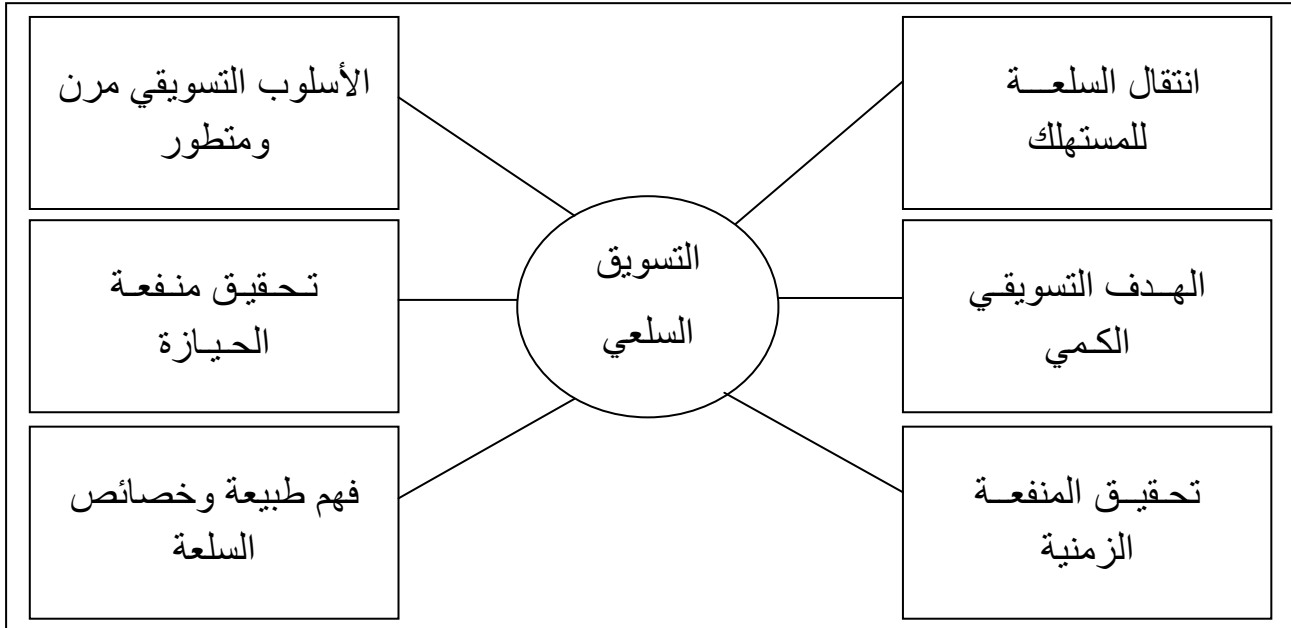 انتقال السلعة
للمستهلك
الأسلوب التسويقي مرن
ومتطور
التسويق
السلعي
الهدف التسويقي
الكمي
تحقيق منفعة
الحيازة
تحقيق المنفعة
الزمنية
فهم طبيعة وخصائص
السلعة